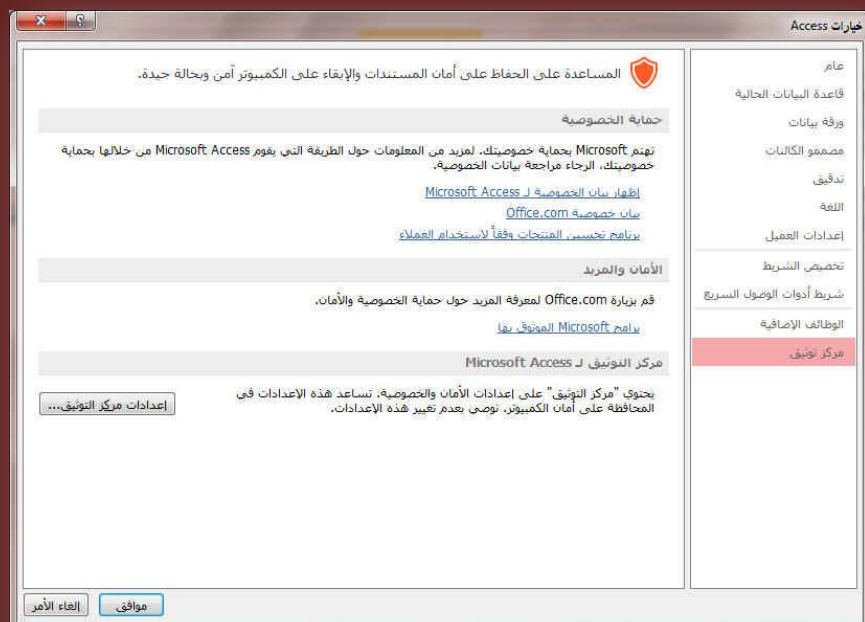 خيارات Access
عام
قاعدة البيانات الحالية
ورقة بيانات
مصممو الكائنات
تدقيق
اللغة
إعدادات العميل
تخصيص الشريط
شريط أدوات الوصول السريع
الوظائف الإضافية
مركز توثيق
المساعدة على الحفاظ على أمان المستندات والإبقاء على الكمبيوتر آمن وبحالة جيدة.
حماية الخصوصية
تهتم Microsoft بحماية خصوصيتك. لمزيد من المعلومات حول الطريقة التي يقوم Microsoft Access من خلالها بحماية
خصوصيتك، الرجاء مراجعة بيانات الخصوصية.
إظهار بيان الخصوصية لـ Microsoft Access
بيان خصوصية Office.com
برنامج تحسين المنتجات وفقاً لاستخدام العملاء
الأمان والمزيد
قم بزيارة Office.com لمعرفة المزيد حول حماية الخصوصية والأمان.
برامج Microsoft الموثوق بها
مركز التوثيق لـ Microsoft Access
يحتوي "مركز التوثيق" على إعدادات الأمان والخصوصية. تساعد هذه الإعدادات في
المحافظة على أمان الكمبيوتر. نوصي بعدم تغيير هذه الإعدادات.
إعدادات مركز التوثيق...
موافق
إلغاء الأمر